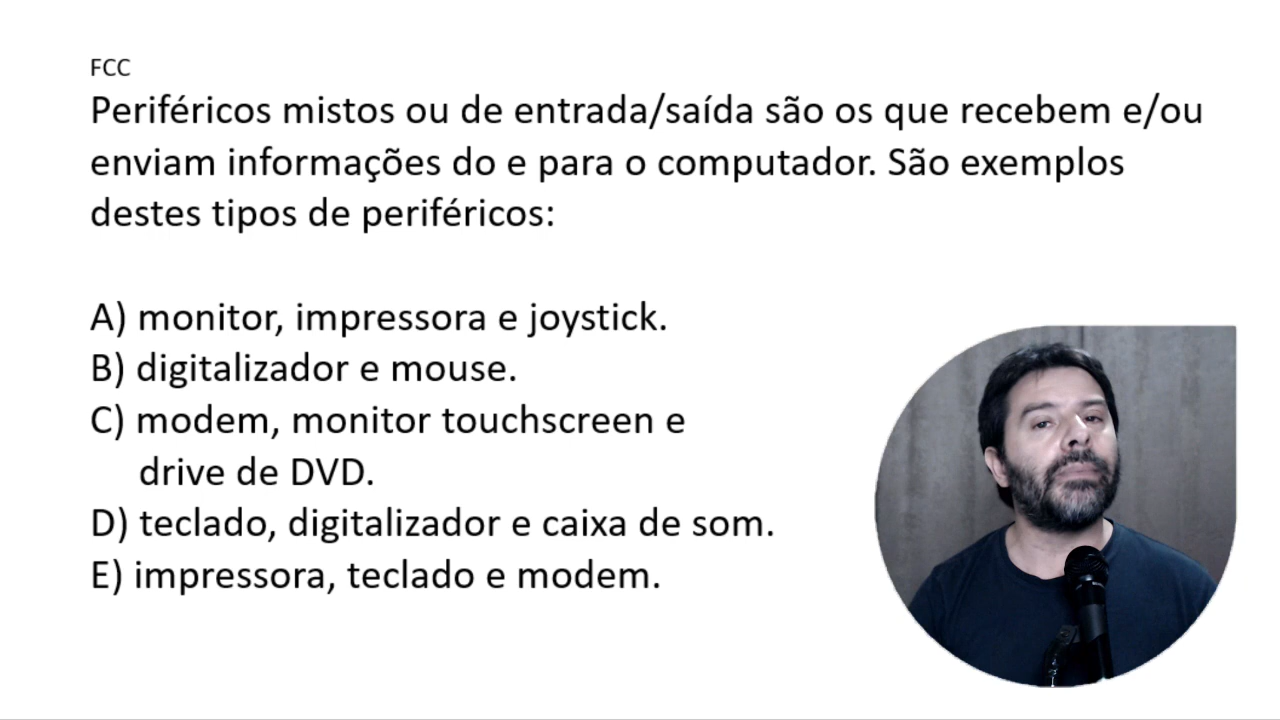 FCC
Periféricos mistos ou de entrada/saída são os que recebem e/ou
enviam informações do e para o computador. São exemplos
destes tipos de periféricos:
A) monitor, impressora e joystick.
B) digitalizador e mouse.
C) modem, monitor touchscreen e
drive de DVD.
D) teclado, digitalizador e caixa de som.
E) impressora, teclado e modem.